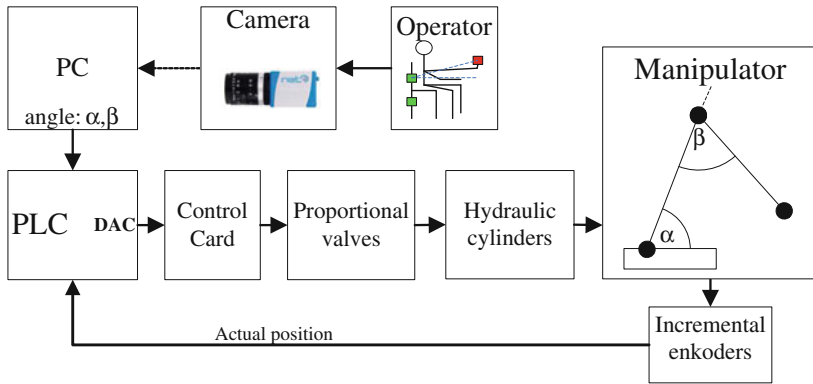 Camera
Operator
PC
angle: α,β
Manipulator
β
α
PLC
DAC
Control
Card
Proportional
valves
Hydraulic
cylinders
Actual position
Incremental
enkoders